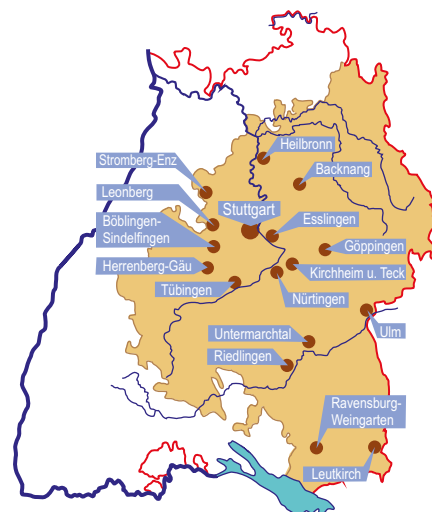 Heilbronn
Stromberg-Enz
Backnang
Leonberg
Stuttgart
Böblingen-
Sindelfingen
Esslingen
Göppingen
Herrenberg-Gäu
Kirchheim u. Teck
Tübingen
Nürtingen
Untermarchtal
Ulm
Riedlingen
Ravensburg-
Weingarten
Leutkirch